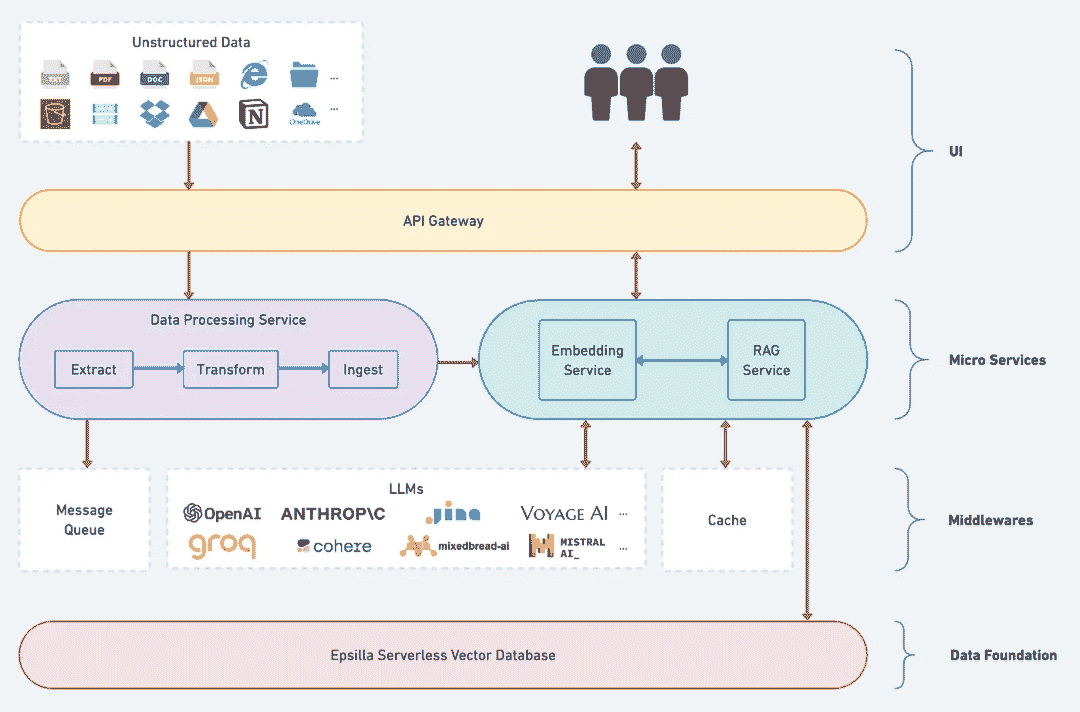 Unstructured Data
TXT PDF DOC JSON ...
N OneDrive ...
UI
API Gateway
Data Processing Service
Extract Transform Ingest
Embedding
Service
RAG
Service
Micro Services
Message
Queue
LLMs
OpenAI ANTHROP\C jina VOYAGE AI ...
groq cohere mixedbread-ai MISTRAL
AI_ ...
Cache
Middlewares
Epsilla Serverless Vector Database
Data Foundation